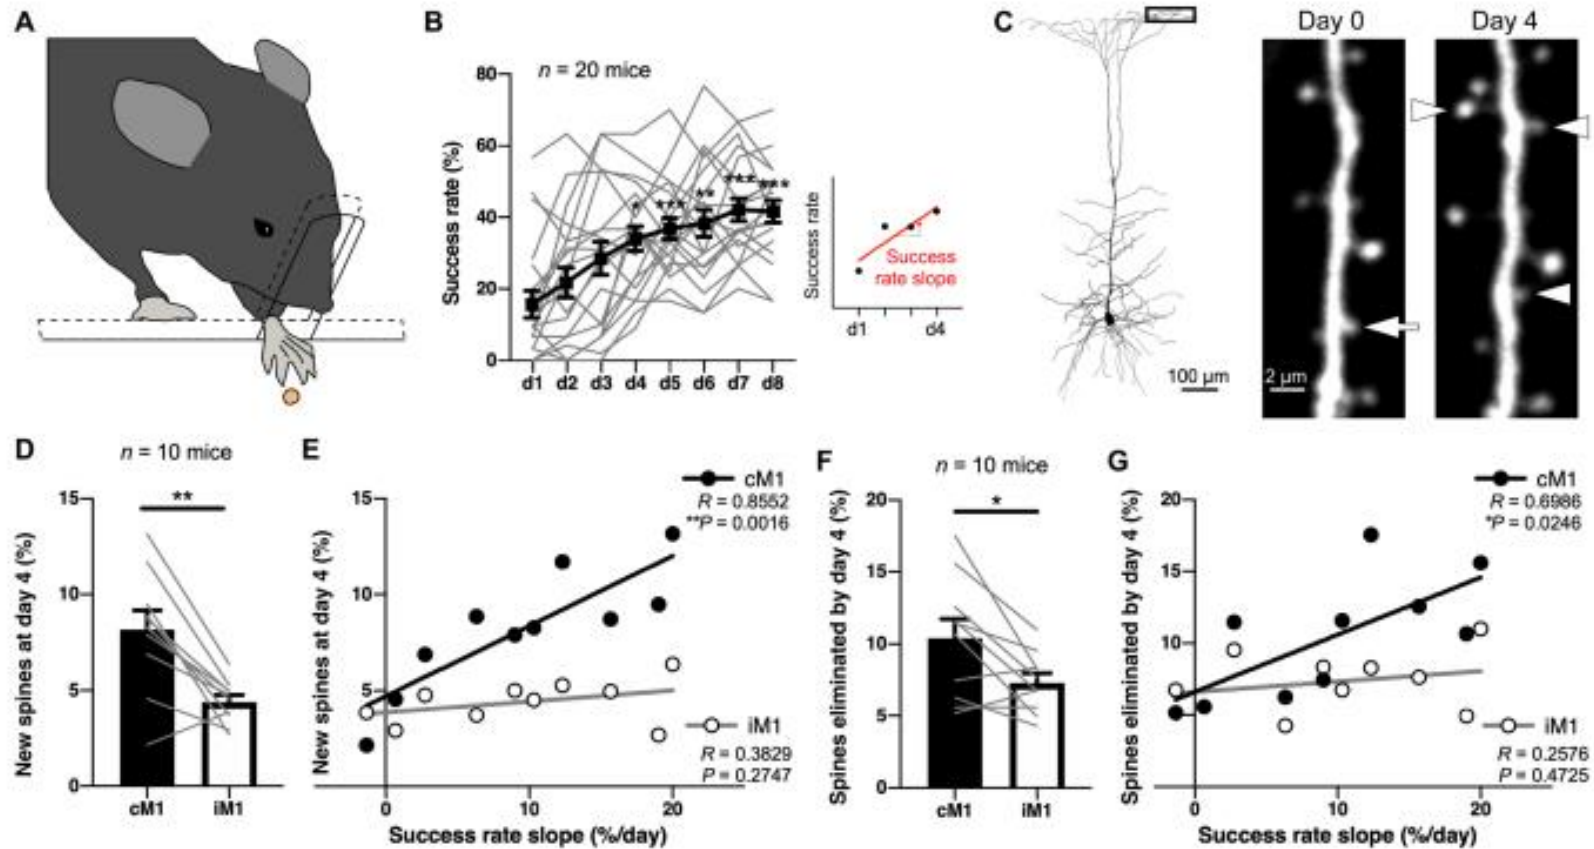 A
B
n = 20 mice
Success rate (%)
80
60
40
20
0
* *** ** *** ***
d1 d2 d3 d4 d5 d6 d7 d8
Success rate
Success
rate slope
d1 d4
C
100 µm
Day 0
Day 4
2 µm
D
n = 10 mice
New spines at day 4 (%)
15
10
5
0
**
cM1 iM1
E
New spines at day 4 (%)
15
10
5
cM1
R = 0.8552
**P = 0.0016
iM1
R = 0.3829
P = 0.2747
0 10 20
Success rate slope (%/day)
F
n = 10 mice
Spines eliminated by day 4 (%)
20
15
10
5
0
*
cM1 iM1
G
Spines eliminated by day 4 (%)
20
15
10
5
cM1
R = 0.6986
*P = 0.0246
iM1
R = 0.2576
P = 0.4725
0 10 20
Success rate slope (%/day)